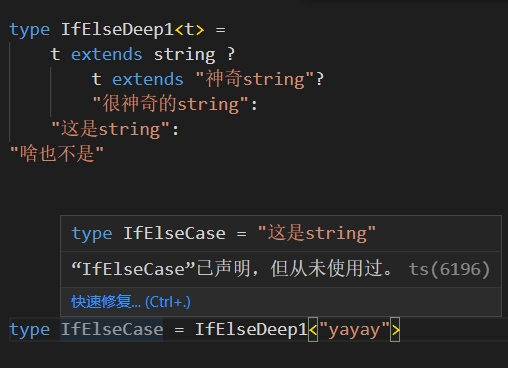 type IfElseDeep1<t> =
    t extends string ?
        t extends "神奇string"?
        "很神奇的string":
    "这是string":
"啥也不是"
type IfElseCase = "这是string"
“IfElseCase”已声明，但从未使用过。 ts(6196)
快速修复... (Ctrl+.)
type IfElseCase = IfElseDeep1<"yayay">